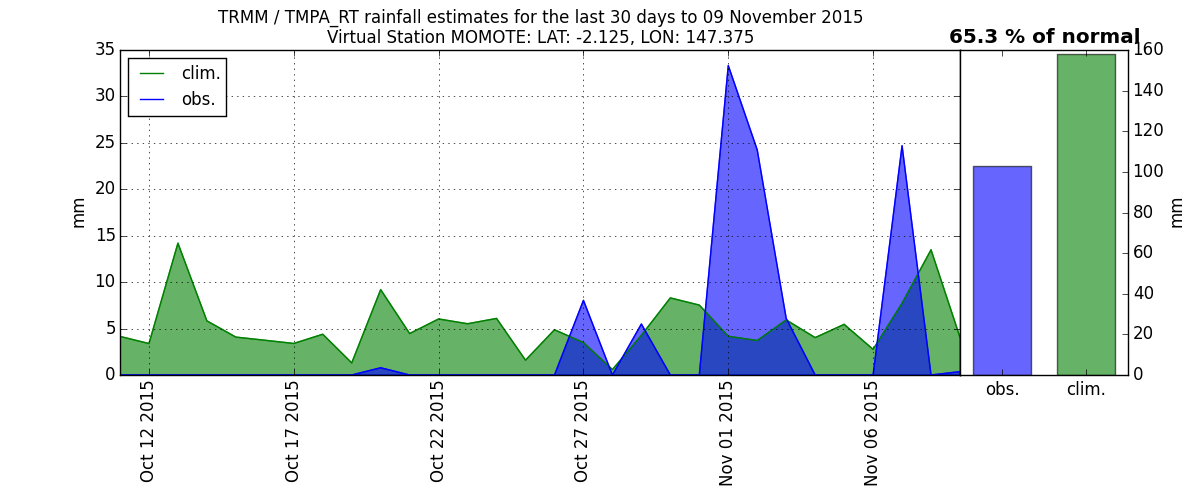 TRMM / TMPA_RT rainfall estimates for the last 30 days to 09 November 2015
Virtual Station MOMOTE: LAT: -2.125, LON: 147.375
65.3 % of normal
clim.
obs.
35
30
25
20
15
10
5
0
mm
Oct 12 2015
Oct 17 2015
Oct 22 2015
Oct 27 2015
Nov 01 2015
Nov 06 2015
160
140
120
100
80
60
40
20
0
mm
obs.
clim.